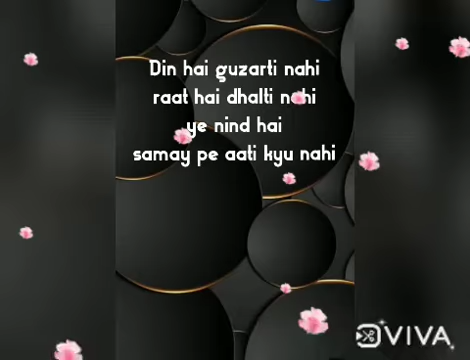 Din hai guzarti nahi
raat hai dhalti nahi
ye nind hai
samay pe aati kyu nahi
VIVA